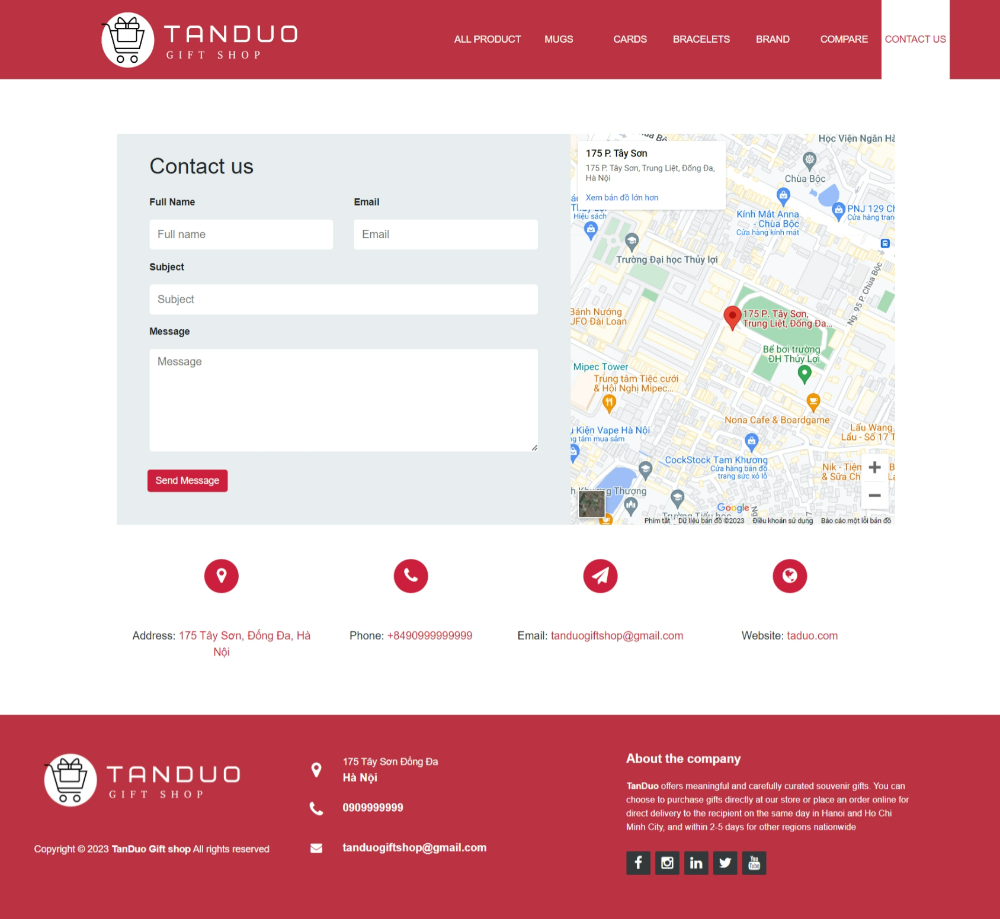 TANDUO
GIFT SHOP
ALL PRODUCT
MUGS
CARDS
BRACELETS
BRAND
COMPARE
CONTACT US
Contact us
Full Name
Email
Full name
Email
Subject
Subject
Message
Message
Send Message
175 P. Tây Sơn
175 P. Tây Sơn, Trung Liệt, Đống Đa,
Hà Nội
Xem bản đồ lớn hơn
Học Viện Ngân Hà
Chùa Bộc
Hiệu sách
Kính Mắt Anna
- Chùa Bộc
Cửa hàng kính mát
PNJ 129 Ch
Cửa hàng tran
Trường Đại học Thủy lợi
Ng. 95 P. Chùa Bộc
Bánh Nướng
UFO Đài Loan
175 P. Tây Sơn,
Trung Liệt, Đống Đa...
Bể bơi trường
ĐH Thủy Lợi
Mipec Tower
Trung tâm Tiệc cưới
& Hội Nghị Mipec...
Nona Cafe & Boardgame
Kiện Vape Hà Nội
tâm mua sắm
Lẩu Wang
Lẩu - Số 17 T
CockStock Tam Khương
Cửa hàng bán đồ
trang sức xỏ lỗ
Nik - Tiệm
& Sữa Ch
Thượng
Google
Trường Tiểu học
Phím tắt
Dữ liệu bản đồ ©2023
Điều khoản sử dụng
Báo cáo một lỗi bản đồ
Address: 175 Tây Sơn, Đống Đa, Hà
Nội
Phone: +8490999999999
Email: tanduogiftshop@gmail.com
Website: taduo.com
TANDUO
GIFT SHOP
Copyright © 2023 TanDuo Gift shop All rights reserved
175 Tây Sơn Đống Đa
Hà Nội
0909999999
tanduogiftshop@gmail.com
About the company
TanDuo offers meaningful and carefully curated souvenir gifts. You can
choose to purchase gifts directly at our store or place an order online for
direct delivery to the recipient on the same day in Hanoi and Ho Chi
Minh City, and within 2-5 days for other regions nationwide
You
Tube